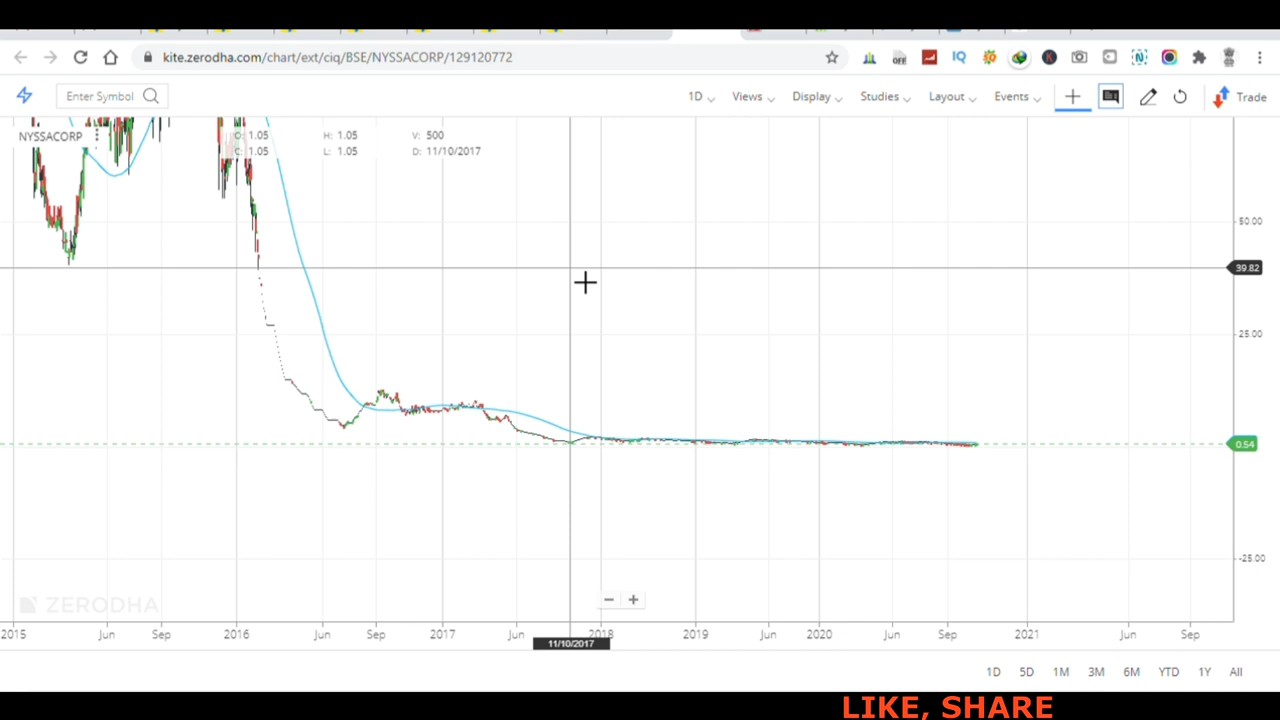 kite.zerodha.com/chart/ext/ciq/BSE/NYSSACORP/129120772
OFF IQ
Enter Symbol 1D Views Display Studies Layout Events Trade
NYSSACORP O: 1.05 H: 1.05 V: 500
C: 1.05 L: 1.05 D: 11/10/2017
50.00
39.82
25.00
0.54
-25.00
ZERODHA
2015 Jun Sep 2016 Jun Sep 2017 Jun 2018 2019 Jun 2020 Jun Sep 2021 Jun Sep
11/10/2017
1D 5D 1M 3M 6M YTD 1Y All
LIKE, SHARE